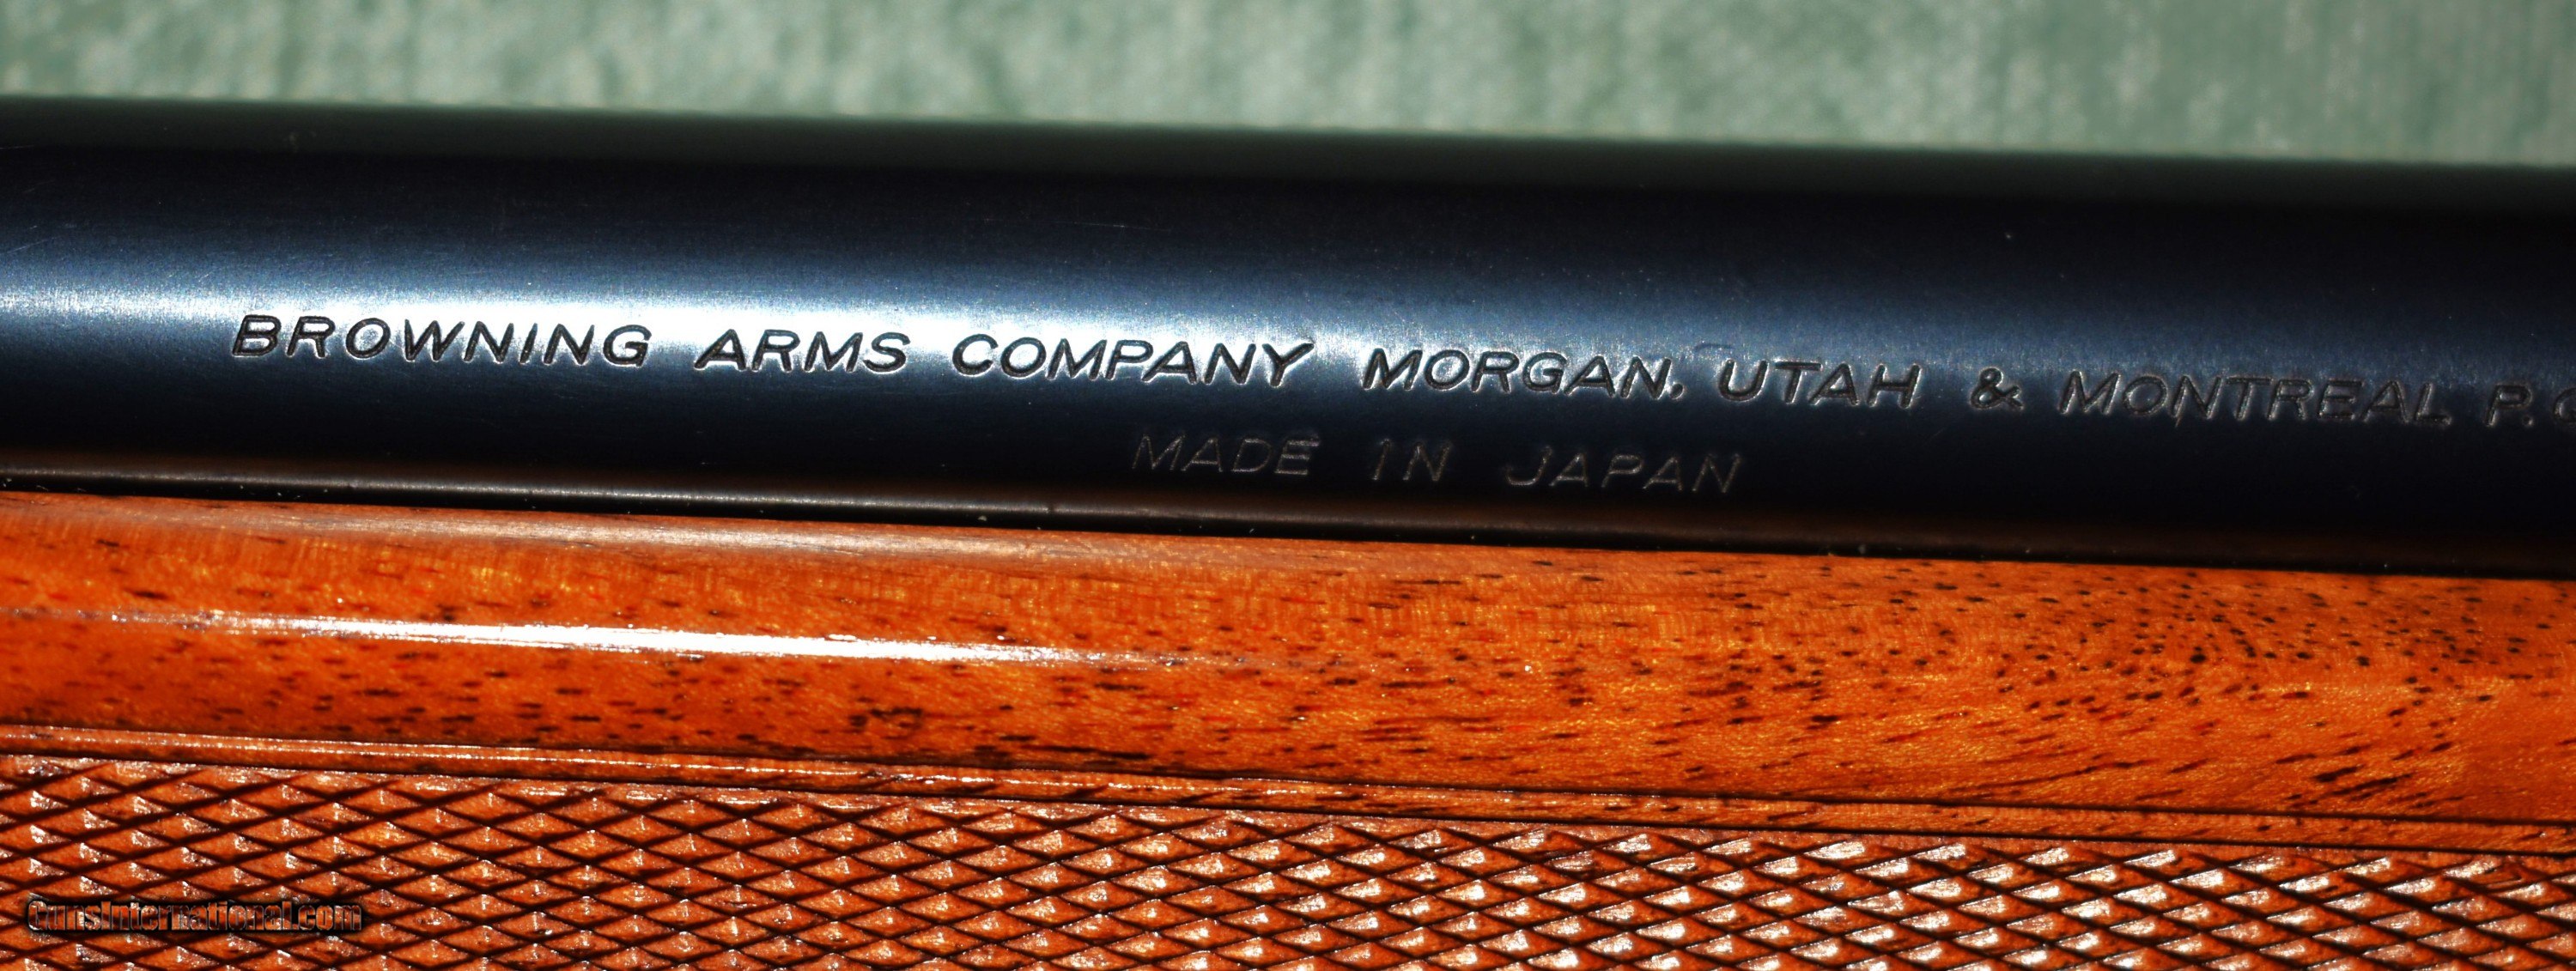 BROWNING ARMS COMPANY MORGAN, UTAH & MONTREAL P.
MADE IN JAPAN
GunsInternational.com